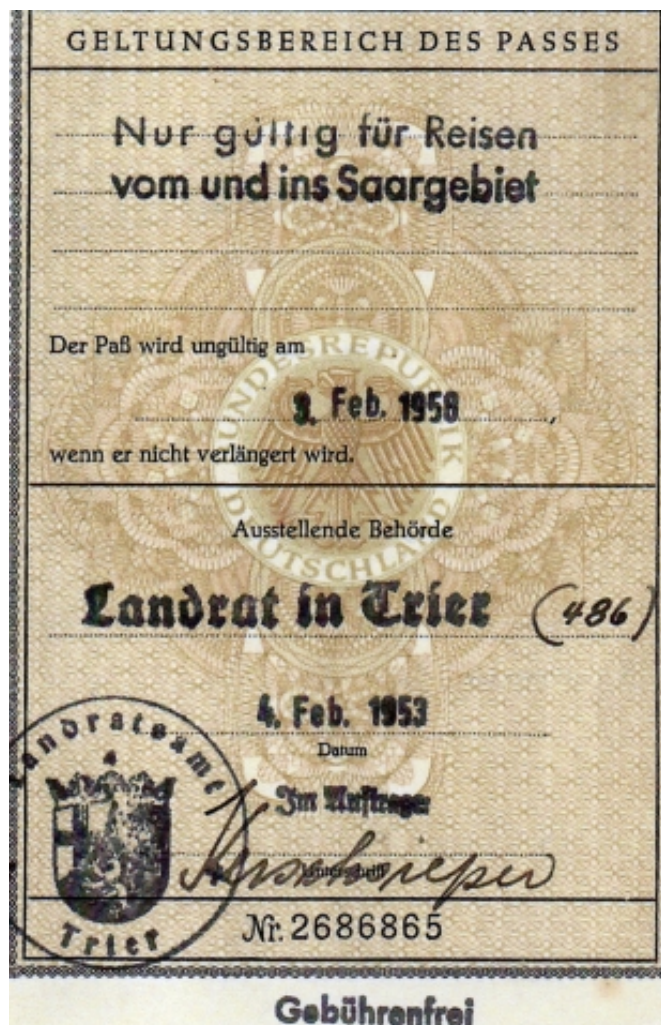 GELTUNGSBEREICH DES PASSES
Nur gültig für Reisen
vom und ins Saargebiet
Der Paß wird ungültig am
3. Feb. 1958
wenn er nicht verlängert wird.
BUNDESREPUBLIK DEUTSCHLAND
Ausstellende Behörde
Landrat in Trier (486)
4. Feb. 1953
Datum
Im Auftrage
Unterschrift
Landratsamt
Trier
Nr. 2686865
Gebührenfrei